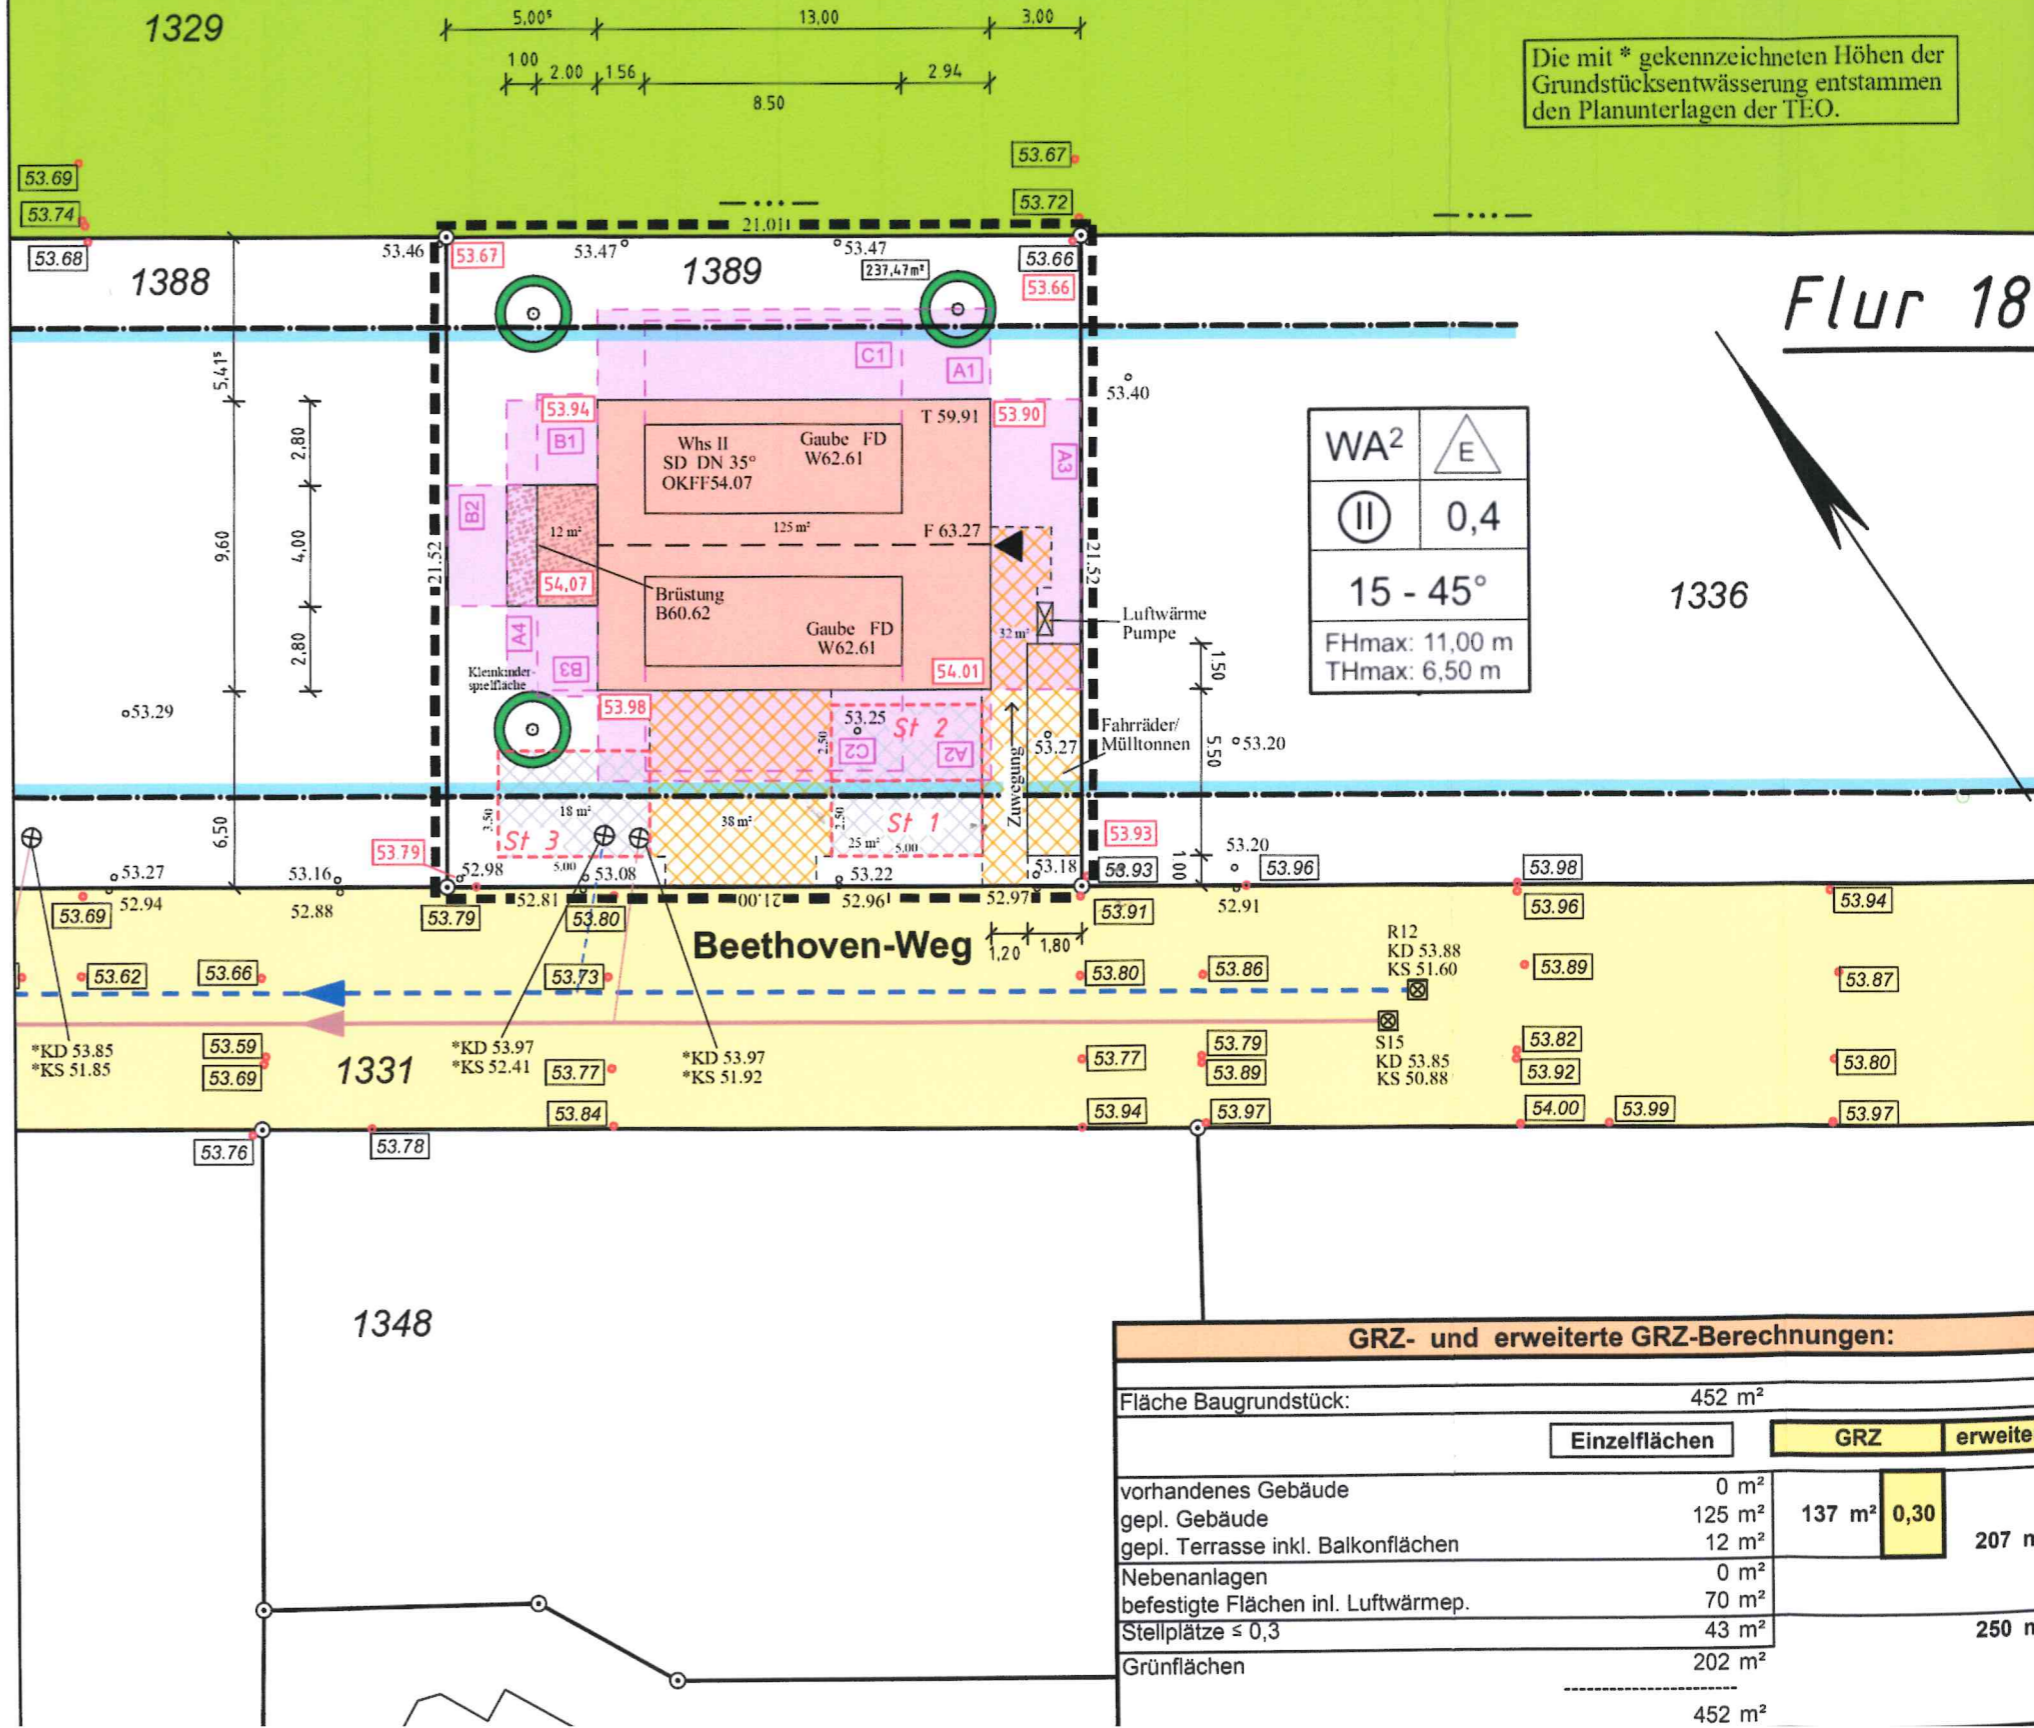 1329
5,00⁵
13,00
3,00
1.00
2.00
1.56
8.50
2.94
Die mit * gekennzeichneten Höhen der
Grundstücksentwässerung entstammen
den Planunterlagen der TEO.
53.69
53.74
53.68
53.67
53.72
21.011
53.46
53.67
53.47
53.47
53.66
53.66
237,47m²
1388
1389
Flur 18
5,41⁵
C1
A1
53.40
53.94
T 59.91
53.90
B1
A3
2,80
Whs II
SD DN 35°
OKFF54.07
Gaube FD
W62.61
WA²
E
II
0,4
15 - 45°
FHmax: 11,00 m
THmax: 6,50 m
B2
9,60
4,00
21.52
12 m²
125 m²
F 63.27
21.52
54,07
Brüstung
B60.62
Luftwärme
Pumpe
1336
32 m²
A4
B3
2,80
Gaube FD
W62.61
54.01
Kleinkinder-
spielfläche
1.50
53.29
53.98
53.25
St 2
2,50
C2
A2
Zuwegung
53.27
Fahrräder/
Mülltonnen
5.50
53.20
6,50
3,50
18 m²
St 3
5,00
38 m²
2,50
St 1
25 m²
5,00
53.93
53.20
1.00
53.79
53.27
53.16
52.98
53.08
53.22
53.18
53.93
53.96
53.98
52.94
52.88
52.81
21.00
52.96
52.97
52.91
53.69
53.79
53.80
53.91
53.96
53.94
Beethoven-Weg
1,20
1,80
R12
KD 53.88
KS 51.60
53.62
53.66
53.73
53.80
53.86
53.89
53.87
*KD 53.85
*KS 51.85
53.59
53.69
1331
*KD 53.97
*KS 52.41
53.77
*KD 53.97
*KS 51.92
53.77
53.79
53.89
S15
KD 53.85
KS 50.88
53.82
53.92
53.80
53.84
53.94
53.97
54.00
53.99
53.97
53.76
53.78
1348
GRZ- und erweiterte GRZ-Berechnungen:
Fläche Baugrundstück: 452 m²
Einzelflächen GRZ erweite
vorhandenes Gebäude 0 m²
gepl. Gebäude 125 m² 137 m² 0,30
gepl. Terrasse inkl. Balkonflächen 12 m² 207 m
Nebenanlagen 0 m²
befestigte Flächen inl. Luftwärmep. 70 m²
Stellplätze ≤ 0,3 43 m² 250 m
Grünflächen 202 m²
-----------------------
452 m²